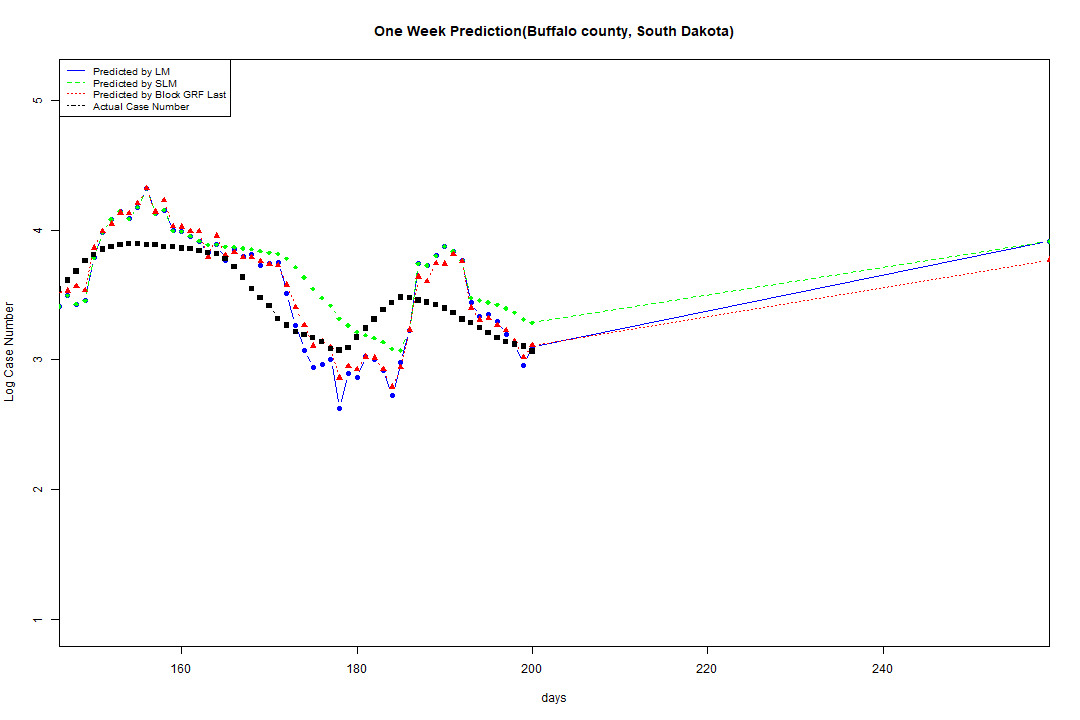 One Week Prediction(Buffalo county, South Dakota)
Predicted by LM
Predicted by SLM
Predicted by Block GRF Last
Actual Case Number
5
4
3
2
1
Log Case Number
160 180 200 220 240
days